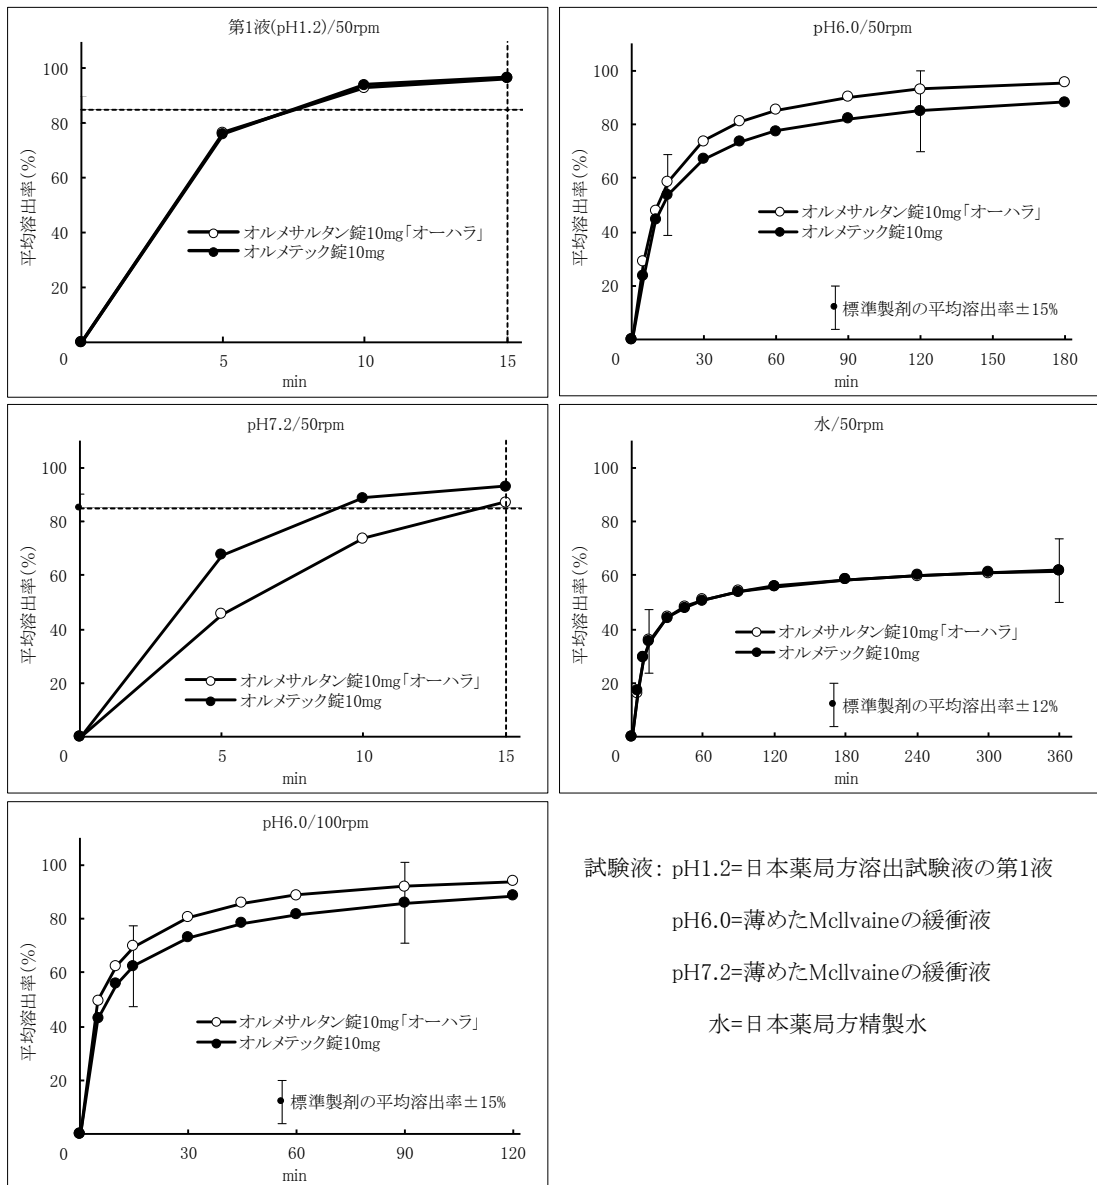 第1液(pH1.2)/50rpm
平均溶出率(%)
100
80
60
40
20
0
オルメサルタン錠10mg「オーハラ」
オルメテック錠10mg
5
10
15
min
pH6.0/50rpm
平均溶出率(%)
100
80
60
40
20
0
オルメサルタン錠10mg「オーハラ」
オルメテック錠10mg
標準製剤の平均溶出率±15%
30
60
90
120
150
180
min
pH7.2/50rpm
平均溶出率(%)
100
80
60
40
20
0
オルメサルタン錠10mg「オーハラ」
オルメテック錠10mg
5
10
15
min
水/50rpm
平均溶出率(%)
100
80
60
40
20
0
オルメサルタン錠10mg「オーハラ」
オルメテック錠10mg
標準製剤の平均溶出率±12%
60
120
180
240
300
360
min
pH6.0/100rpm
平均溶出率(%)
100
80
60
40
20
0
オルメサルタン錠10mg「オーハラ」
オルメテック錠10mg
標準製剤の平均溶出率±15%
30
60
90
120
min
試験液: pH1.2=日本薬局方溶出試験液の第1液
pH6.0=薄めたMcllvaineの緩衝液
pH7.2=薄めたMcllvaineの緩衝液
水=日本薬局方精製水